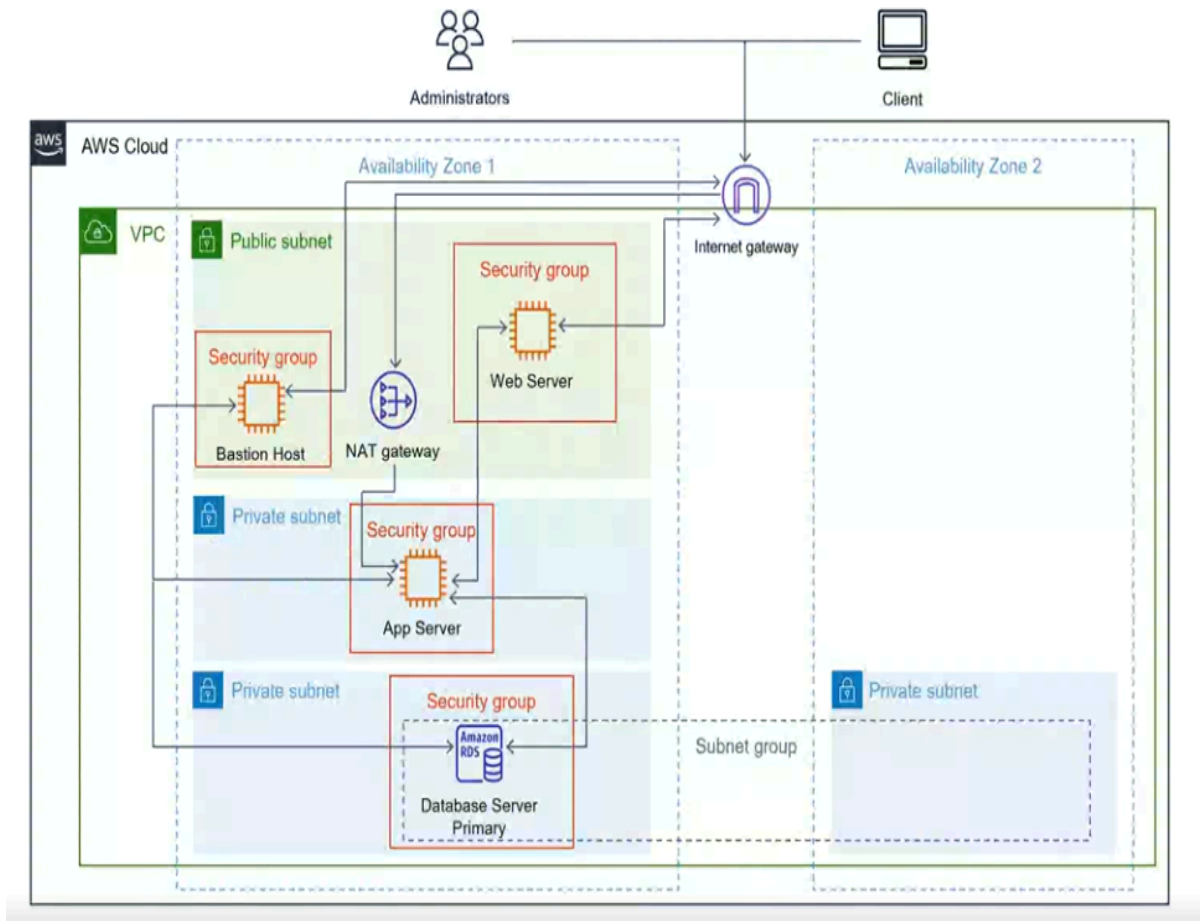 Administrators
Client
aws
AWS Cloud
Availability Zone 1
Availability Zone 2
VPC
Public subnet
Internet gateway
Security group
Web Server
Security group
Bastion Host
NAT gateway
Private subnet
Security group
App Server
Private subnet
Security group
Private subnet
Amazon
RDS
Subnet group
Database Server
Primary